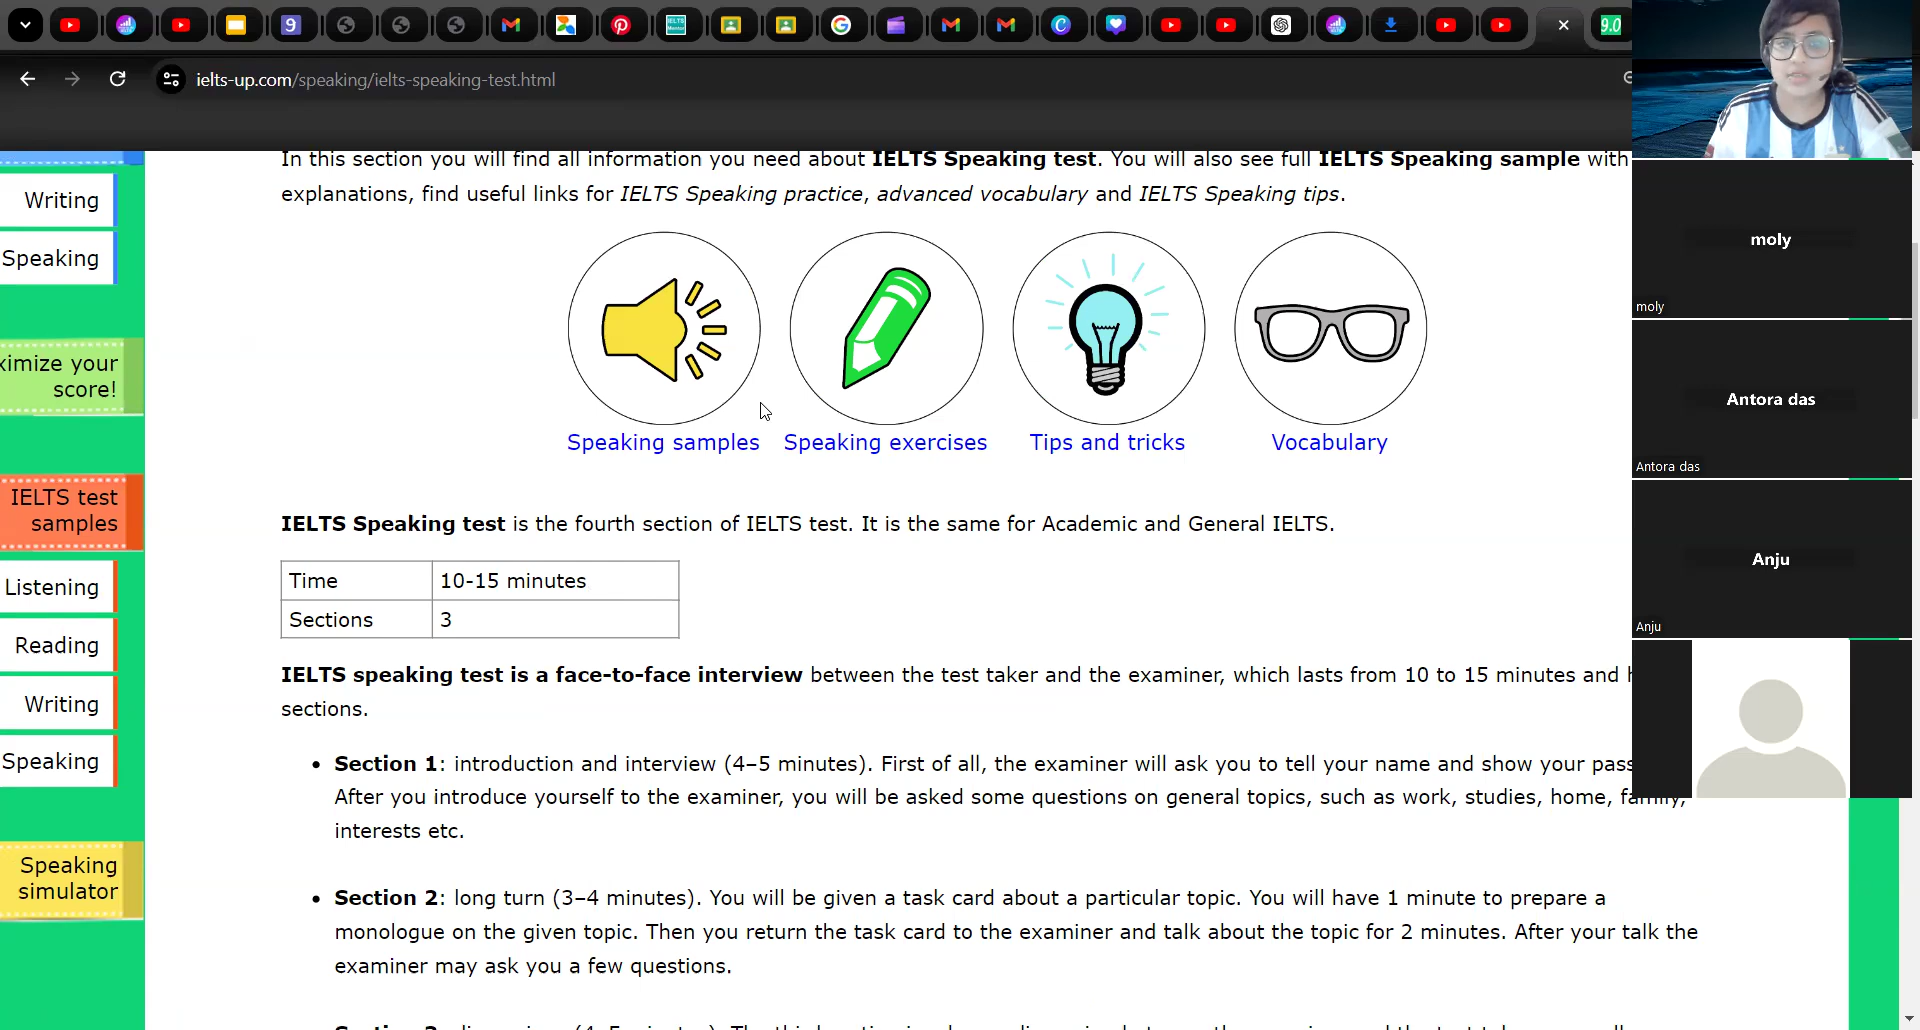 9
IELTS
9.0
ielts-up.com/speaking/ielts-speaking-test.html
In this section you will find all information you need about IELTS Speaking test. You will also see full IELTS Speaking sample with
explanations, find useful links for IELTS Speaking practice, advanced vocabulary and IELTS Speaking tips.
Speaking samples
Speaking exercises
Tips and tricks
Vocabulary
IELTS Speaking test is the fourth section of IELTS test. It is the same for Academic and General IELTS.
Time 10-15 minutes
Sections 3
IELTS speaking test is a face-to-face interview between the test taker and the examiner, which lasts from 10 to 15 minutes and
sections.
• Section 1: introduction and interview (4–5 minutes). First of all, the examiner will ask you to tell your name and show your pass
After you introduce yourself to the examiner, you will be asked some questions on general topics, such as work, studies, home, family,
interests etc.
• Section 2: long turn (3–4 minutes). You will be given a task card about a particular topic. You will have 1 minute to prepare a
monologue on the given topic. Then you return the task card to the examiner and talk about the topic for 2 minutes. After your talk the
examiner may ask you a few questions.
Writing
Speaking
ximize your
score!
IELTS test
samples
Listening
Reading
Writing
Speaking
Speaking
simulator
moly
moly
Antora das
Antora das
Anju
Anju